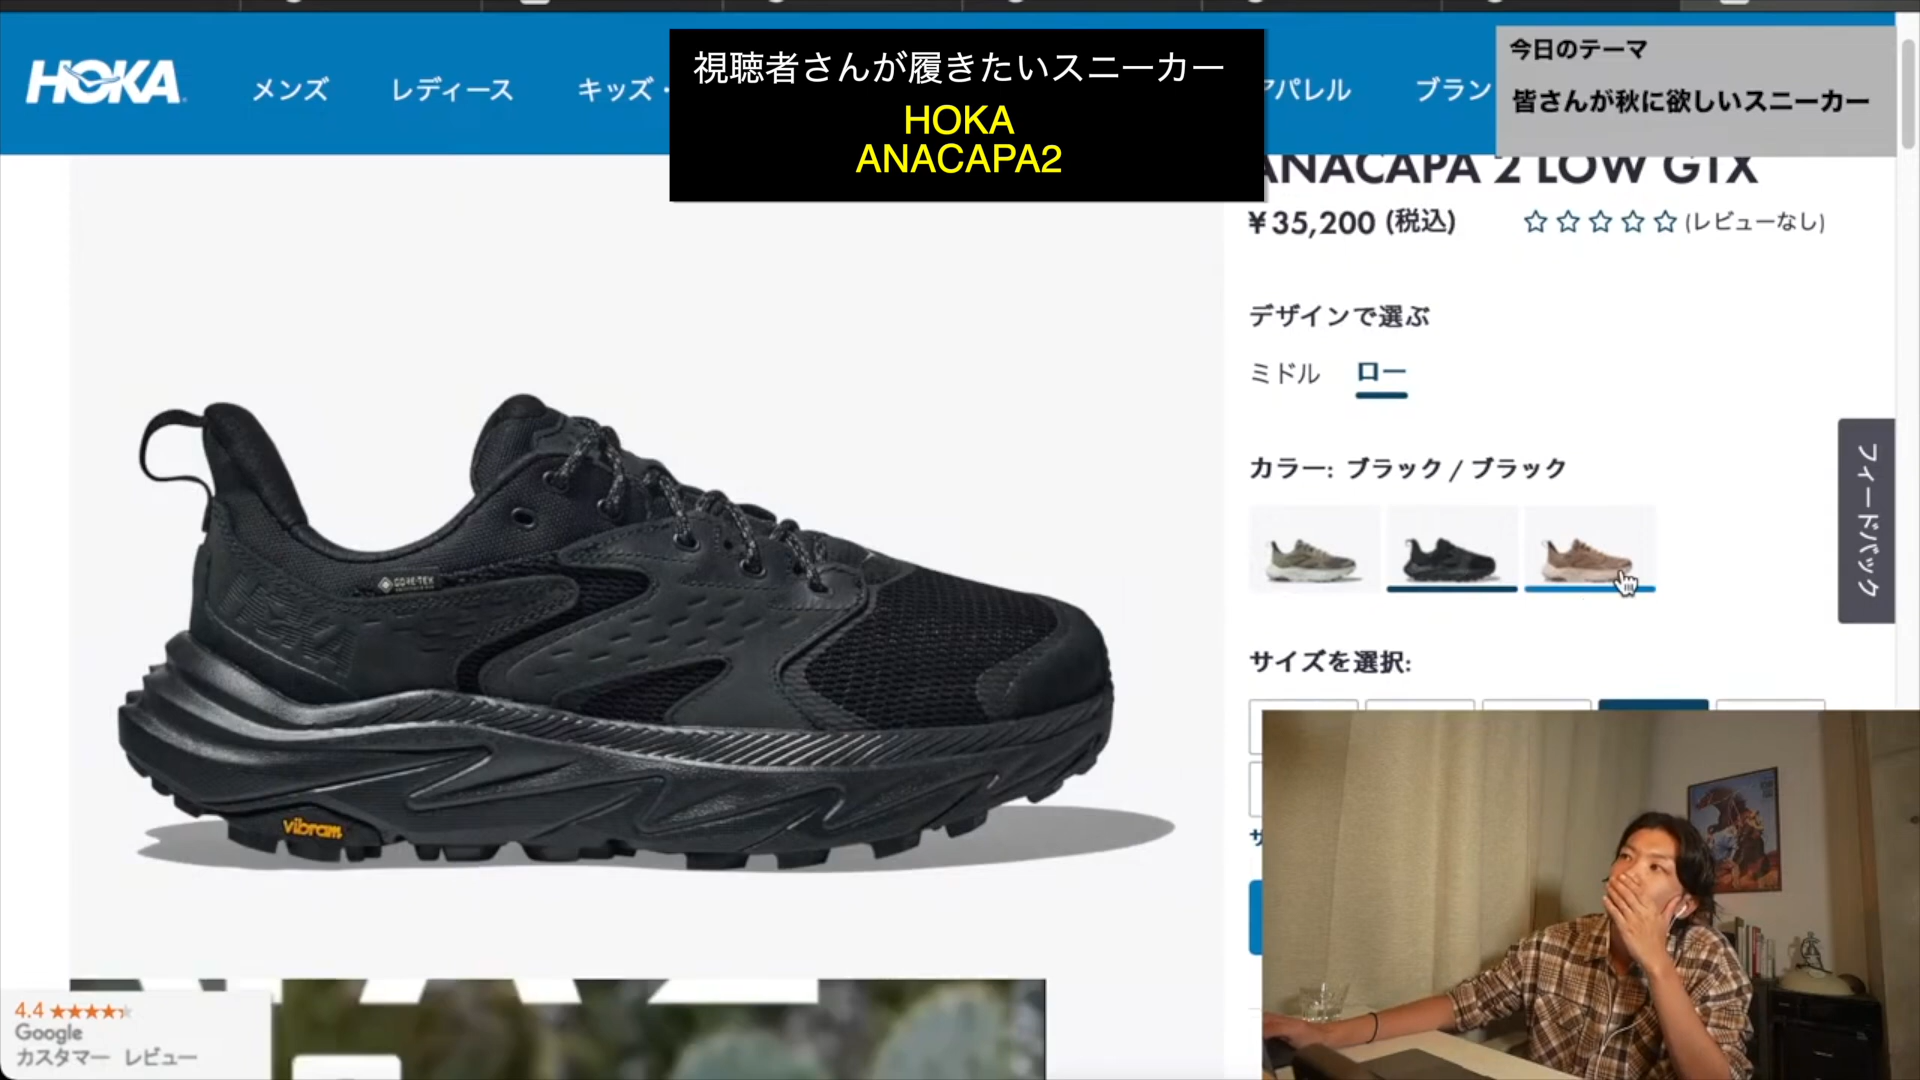 HOKA
メンズ
レディース
キッズ・
アパレル
ブラン
視聴者さんが履きたいスニーカー
HOKA
ANACAPA2
今日のテーマ
皆さんが秋に欲しいスニーカー
ANACAPA 2 LOW GTX
¥35,200 (税込)
(レビューなし)
デザインで選ぶ
ミドル
ロー
カラー: ブラック / ブラック
サイズを選択:
フィードバック
GORE-TEX
HOKA
vibram
4.4
Google
カスタマー レビュー